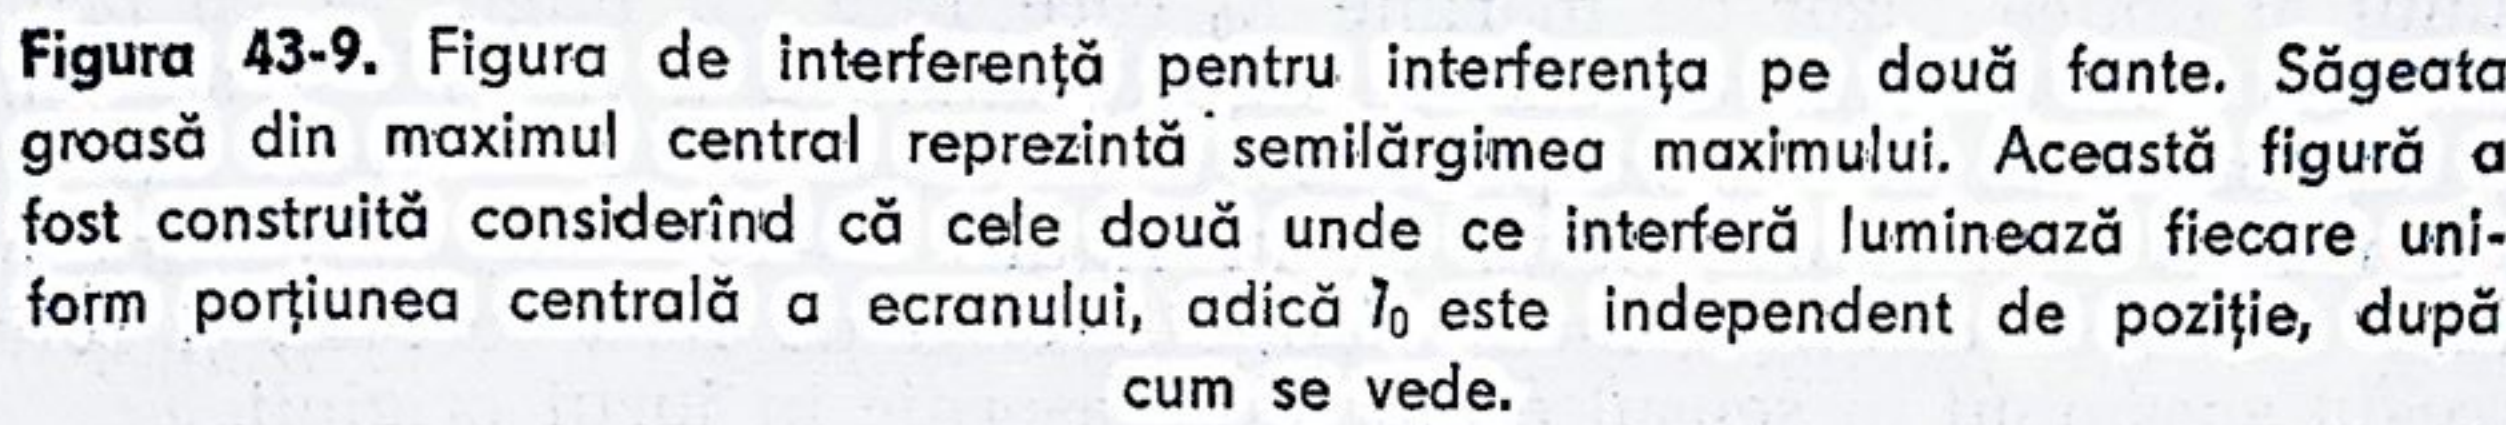 Figura 43-9. Figura de interferență pentru interferența pe două fante. Săgeata
groasă din maximul central reprezintă semilărgimea maximului. Această figură a
fost construită considerînd că cele două unde ce interferă luminează fiecare uni-
form porțiunea centrală a ecranului, adică I₀ este independent de poziție, după
cum se vede.